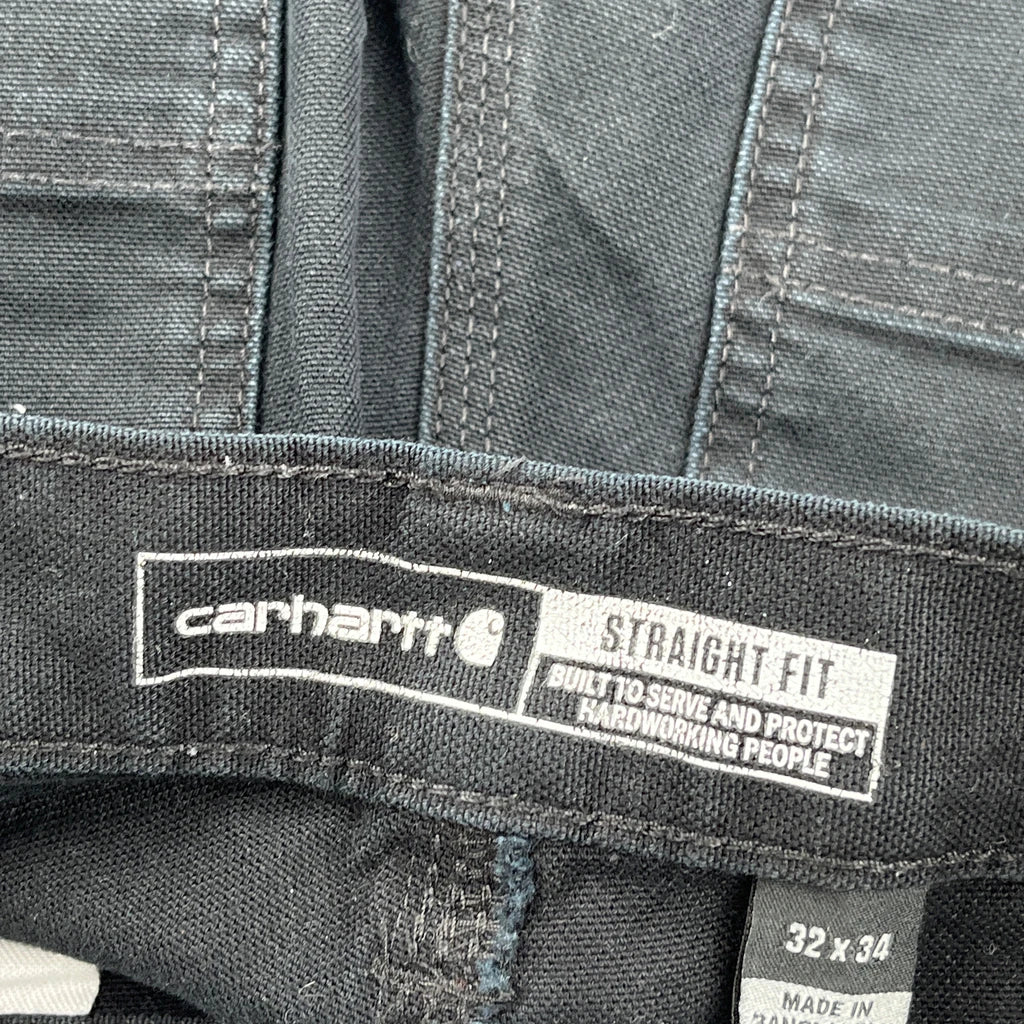 carhartt
STRAIGHT FIT
BUILT TO SERVE AND PROTECT
HARDWORKING PEOPLE
32 x 34
MADE IN